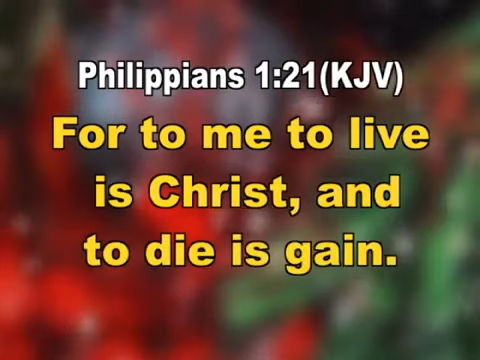 Philippians 1:21(KJV)
For to me to live
is Christ, and
to die is gain.